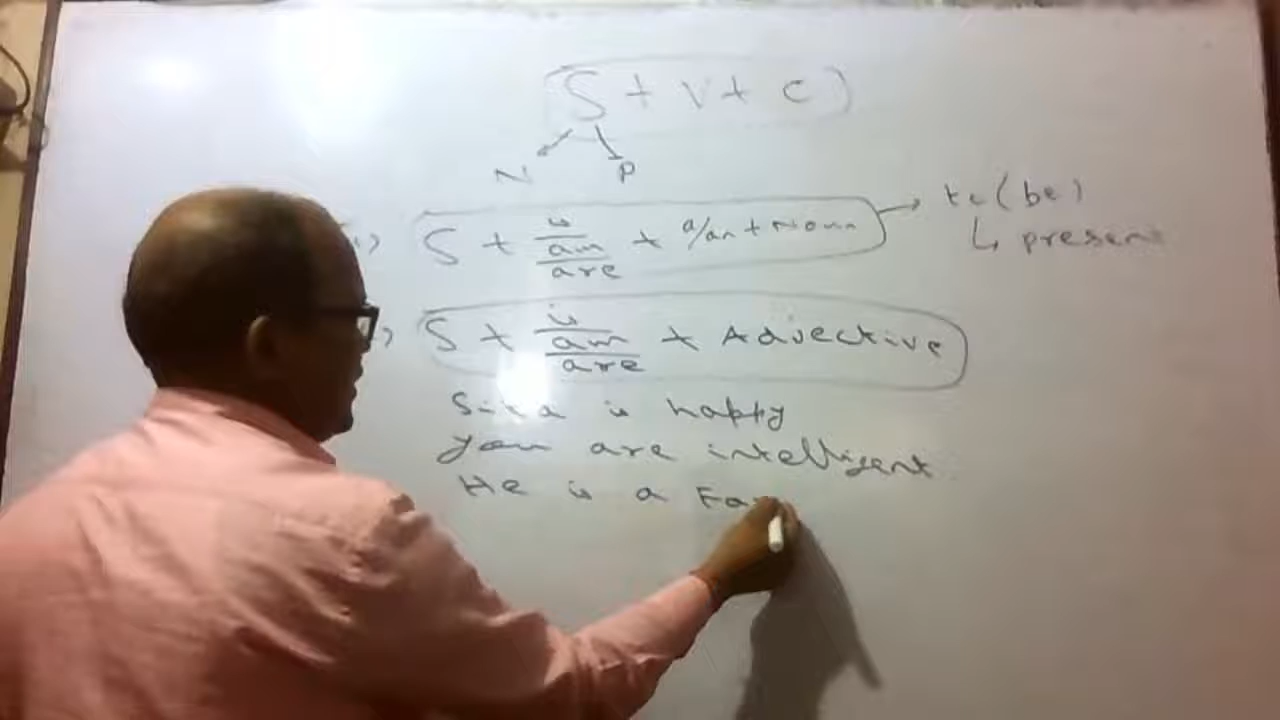 S + V + C
N P
S + is/am/are + a/an + Noun → to (be)
↳ present
S + is/am/are + Adjective
Sita is happy
you are intelligent
He is a Fa